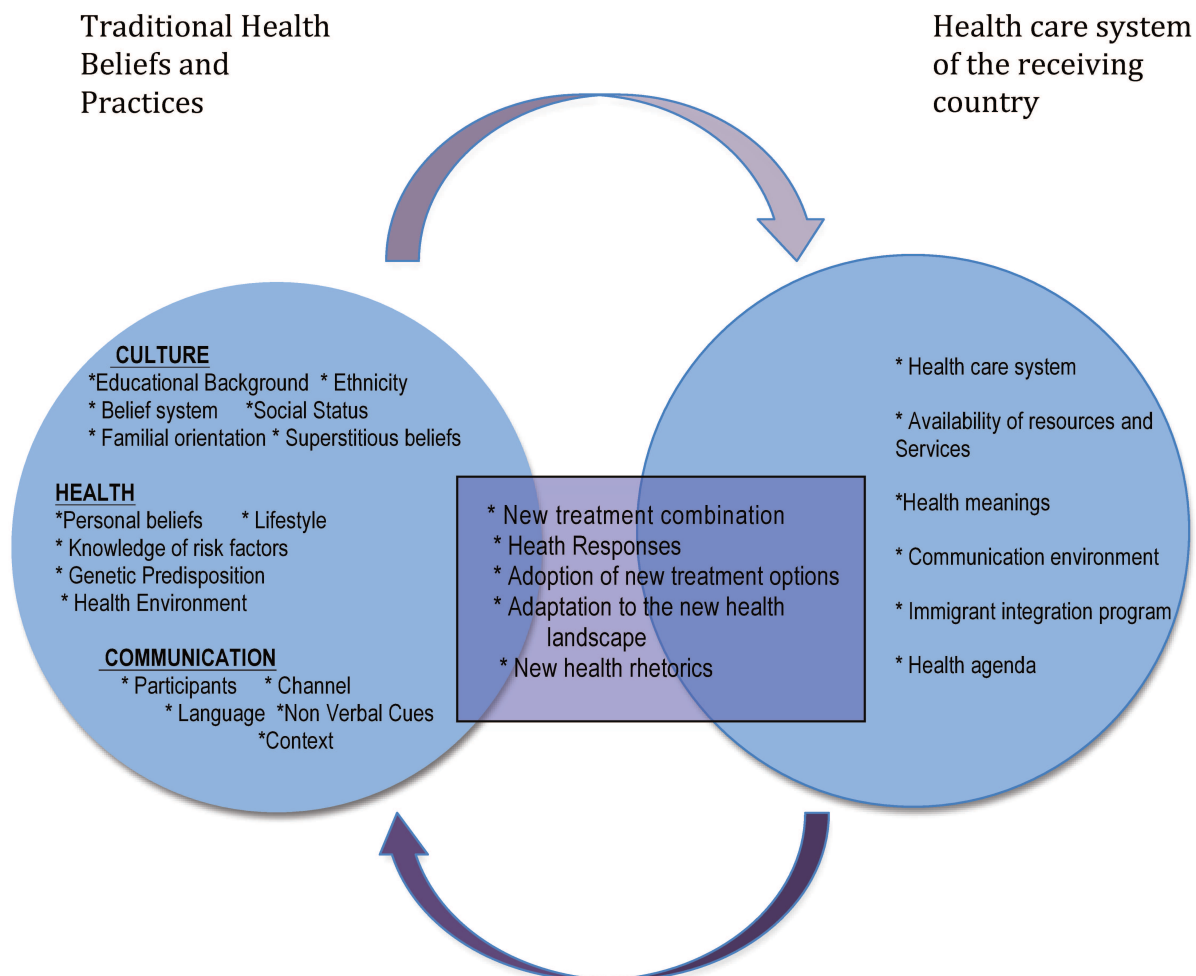 Traditional Health
Beliefs and
Practices
Health care system
of the receiving
country
CULTURE
*Educational Background * Ethnicity
* Belief system *Social Status
* Familial orientation * Superstitious beliefs
HEALTH
*Personal beliefs * Lifestyle
* Knowledge of risk factors
* Genetic Predisposition
* Health Environment
COMMUNICATION
* Participants * Channel
* Language *Non Verbal Cues
*Context
* New treatment combination
* Heath Responses
* Adoption of new treatment options
* Adaptation to the new health
landscape
* New health rhetorics
* Health care system
* Availability of resources and
Services
*Health meanings
* Communication environment
* Immigrant integration program
* Health agenda